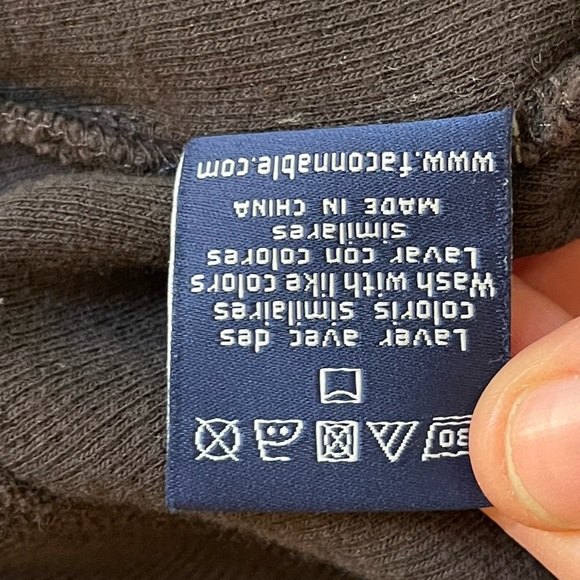 30
Laver avec des
coloris similaires
Wash with like colors
Lavar con colores
similares
MADE IN CHINA
www.faconnable.com